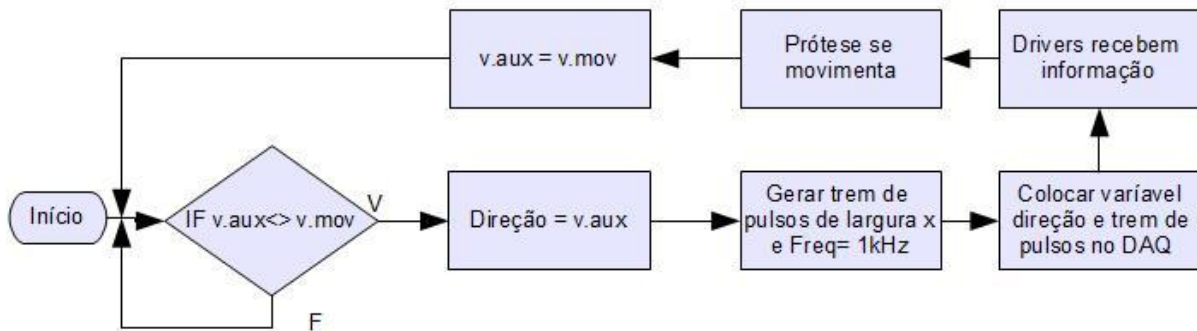 v.aux = v.mov
Prótese se
movimenta
Drivers recebem
informação
Início
IF v.aux<> v.mov
V
Direção = v.aux
Gerar trem de
pulsos de largura x
e Freq= 1kHz
Colocar varíavel
direção e trem de
pulsos no DAQ
F